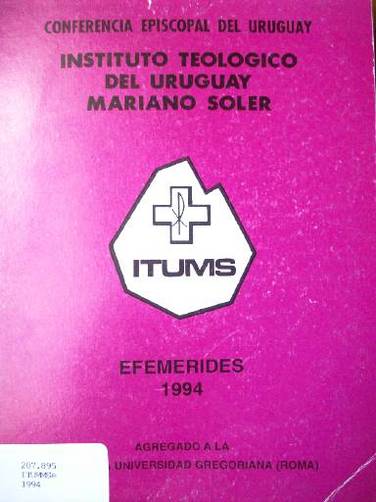 CONFERENCIA EPISCOPAL DEL URUGUAY
INSTITUTO TEOLOGICO
DEL URUGUAY
MARIANO SOLER
ITUMS
EFEMERIDES
1994
AGREGADO A LA
UNIVERSIDAD GREGORIANA (ROMA)
207.895
1994